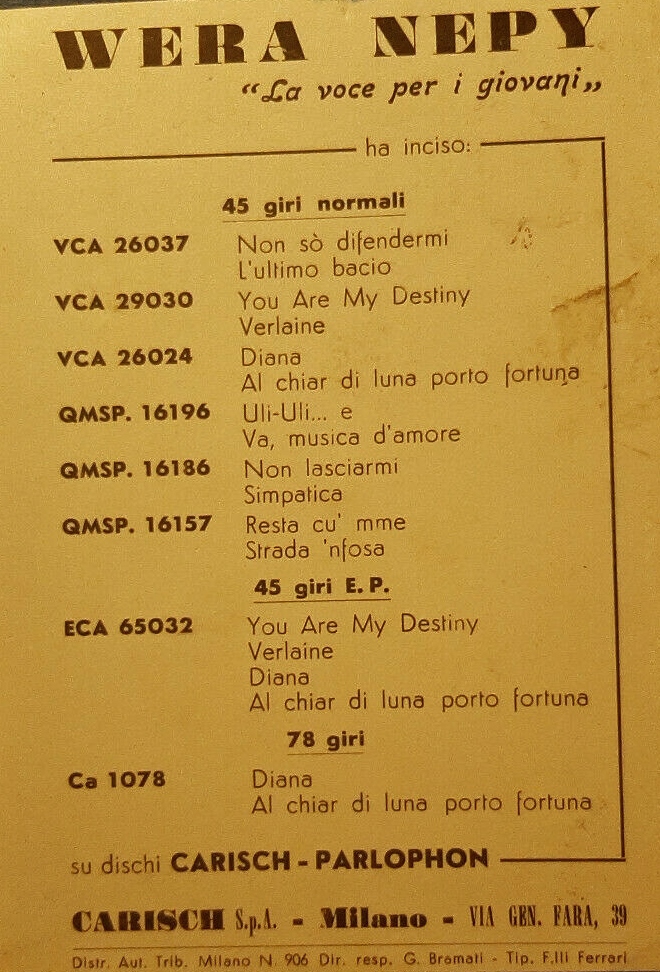 WERA NEPY
“La voce per i giovani„
ha inciso:
45 giri normali
VCA 26037 Non sò difendermi
L'ultimo bacio
VCA 29030 You Are My Destiny
Verlaine
VCA 26024 Diana
Al chiar di luna porto fortuna
QMSP. 16196 Uli-Uli... e
Va, musica d'amore
QMSP. 16186 Non lasciarmi
Simpatica
QMSP. 16157 Resta cu' mme
Strada 'nfosa
45 giri E. P.
ECA 65032 You Are My Destiny
Verlaine
Diana
Al chiar di luna porto fortuna
78 giri
Ca 1078 Diana
Al chiar di luna porto fortuna
su dischi CARISCH - PARLOPHON
CARISCH S.p.A. - Milano - VIA GEN. FARA, 39
Distr. Aut. Trib. Milano N. 906 Dir. resp. G. Bramati - Tip. F.lli Ferrari